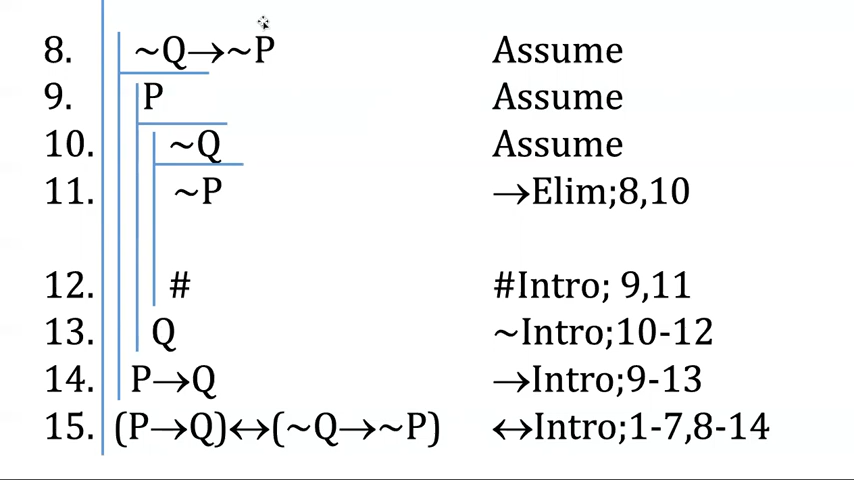 8. ~Q→~P Assume
9. P Assume
10. ~Q Assume
11. ~P →Elim;8,10
12. # #Intro; 9,11
13. Q ~Intro;10-12
14. P→Q →Intro;9-13
15. (P→Q)↔(~Q→~P) ↔Intro;1-7,8-14